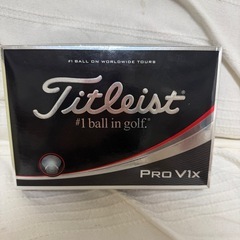 #1 BALL ON WORLDWIDE TOURS
Titleist
#1 ball in golf.
PRO V1x